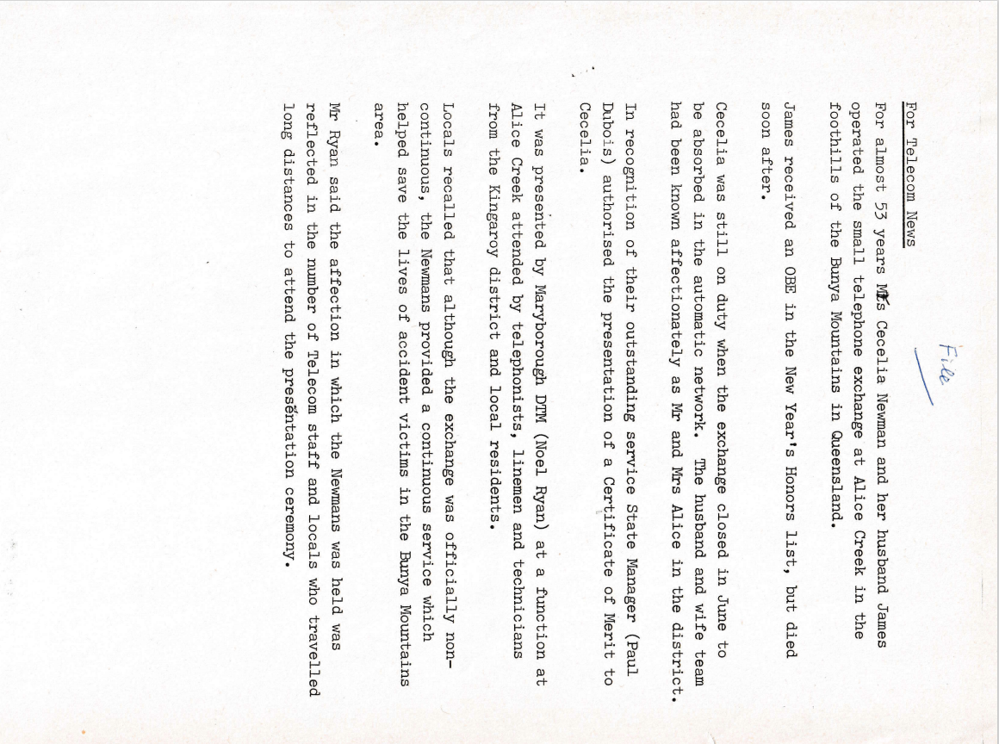 File
For Telecom News
For almost 53 years Mrs Cecelia Newman and her husband James
operated the small telephone exchange at Alice Creek in the
foothills of the Bunya Mountains in Queensland.
James received an OBE in the New Year's Honors list, but died
soon after.
Cecelia was still on duty when the exchange closed in June to
be absorbed in the automatic network. The husband and wife team
had been known affectionately as Mr and Mrs Alice in the district.
In recognition of their outstanding service State Manager (Paul
Dubois) authorised the presentation of a Certificate of Merit to
Cecelia.
It was presented by Maryborough DTM (Noel Ryan) at a function at
Alice Creek attended by telephonists, linemen and technicians
from the Kingaroy district and local residents.
Locals recalled that although the exchange was officially non-
continuous, the Newmans provided a continuous service which
helped save the lives of accident victims in the Bunya Mountains
area.
Mr Ryan said the affection in which the Newmans was held was
reflected in the number of Telecom staff and locals who travelled
long distances to attend the presentation ceremony.